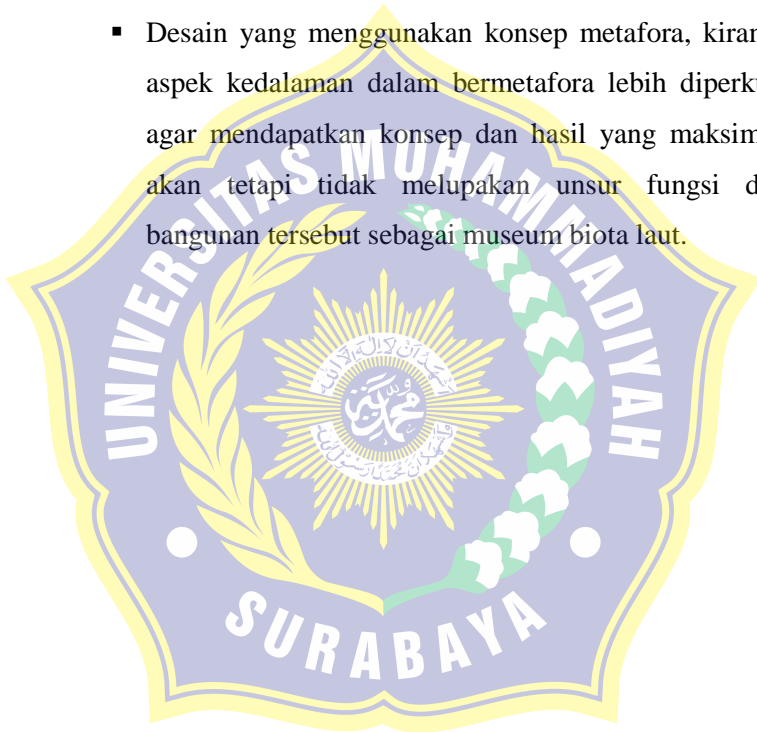 ▪ Desain yang menggunakan konsep metafora, kiran
aspek kedalaman dalam bermetafora lebih diperku
agar mendapatkan konsep dan hasil yang maksim
akan tetapi tidak melupakan unsur fungsi d
bangunan tersebut sebagai museum biota laut.
UNIVERSITAS MUHAMMADIYAH
SURABAYA